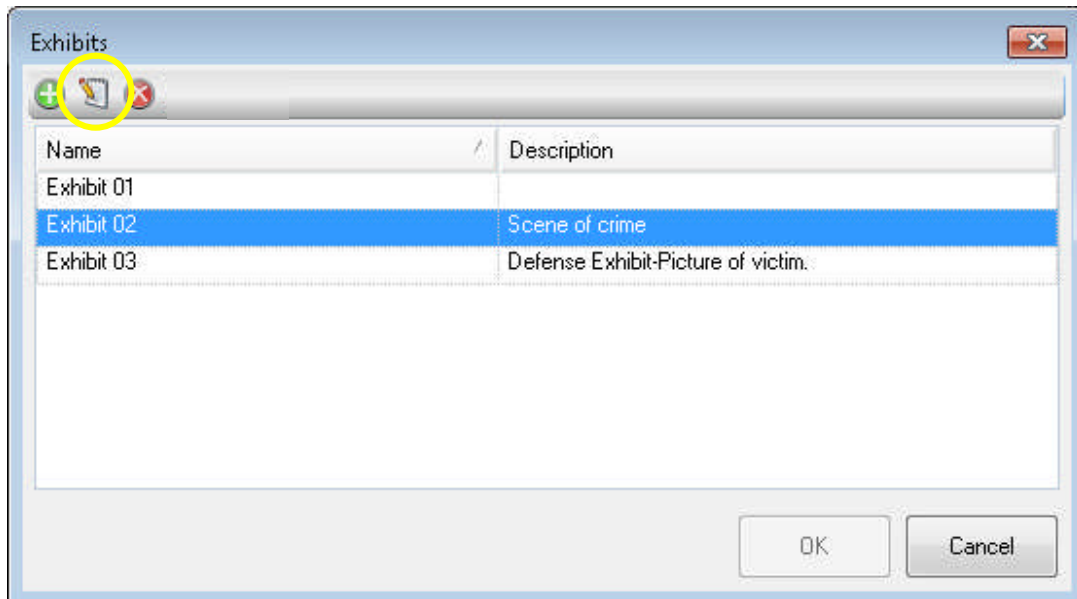 Exhibits
Name Description
Exhibit 01
Exhibit 02 Scene of crime
Exhibit 03 Defense Exhibit-Picture of victim.
OK Cancel